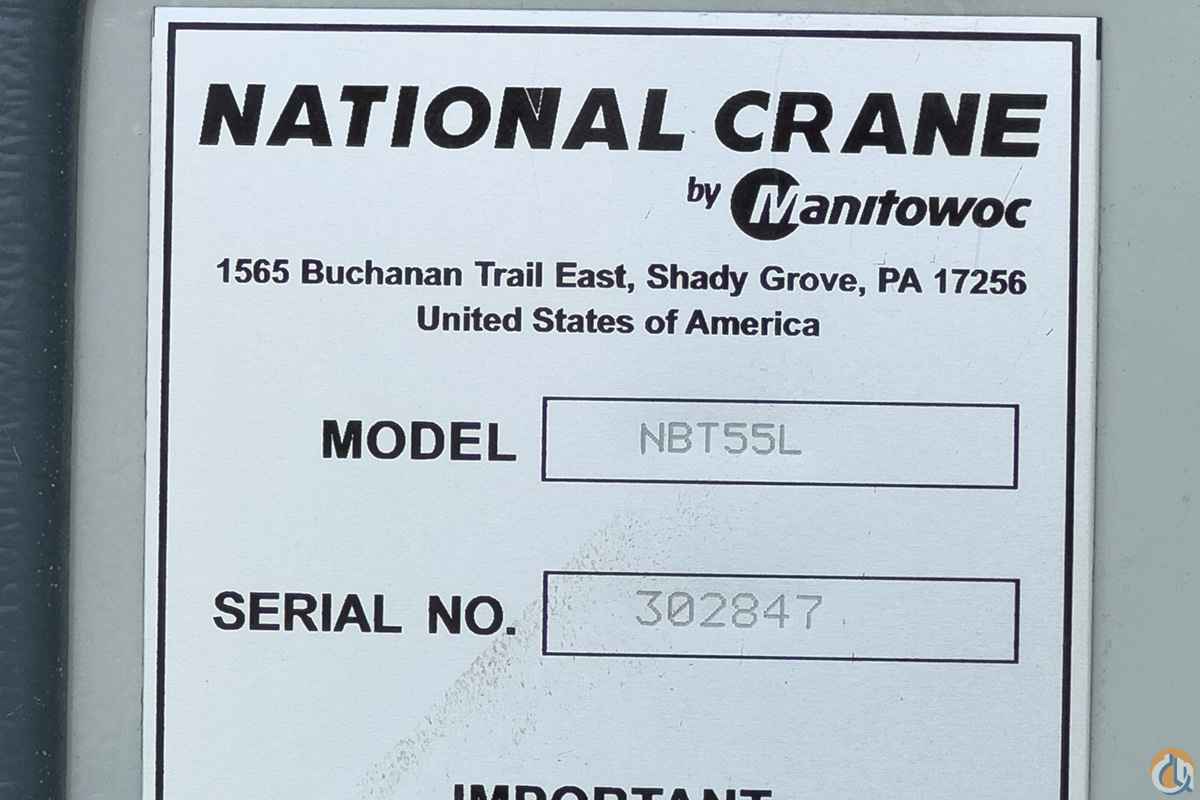 NATIONAL CRANE
by Manitowoc
1565 Buchanan Trail East, Shady Grove, PA 17256
United States of America
MODEL NBT55L
SERIAL NO. 302847
IMPORTANT